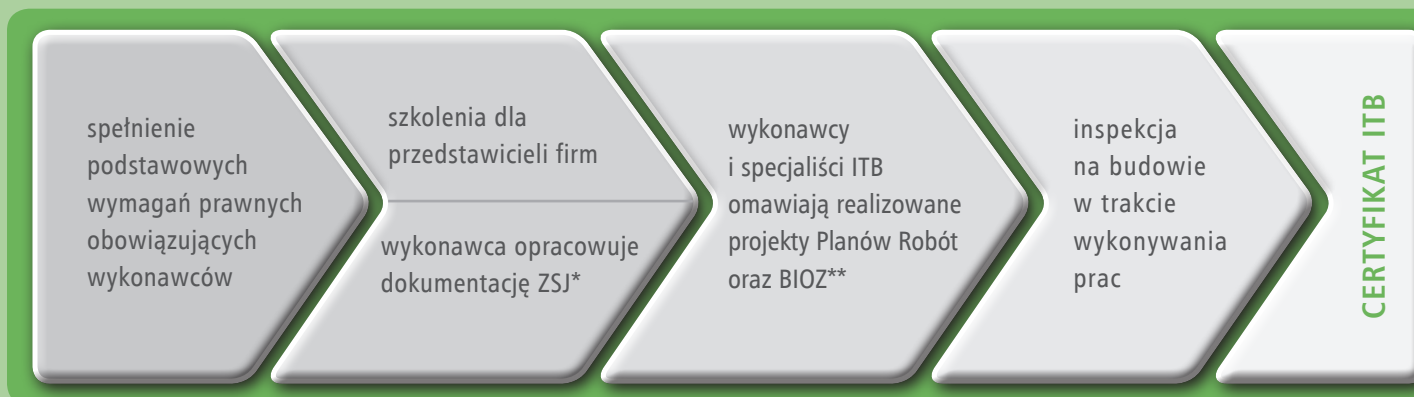 spełnienie
podstawowych
wymagań prawnych
obowiązujących
wykonawców
szkolenia dla
przedstawicieli firm
wykonawca opracowuje
dokumentację ZSJ*
wykonawcy
i specjaliści ITB
omawiają realizowane
projekty Planów Robót
oraz BIOZ**
inspekcja
na budowie
w trakcie
wykonywania
prac
CERTYFIKAT ITB